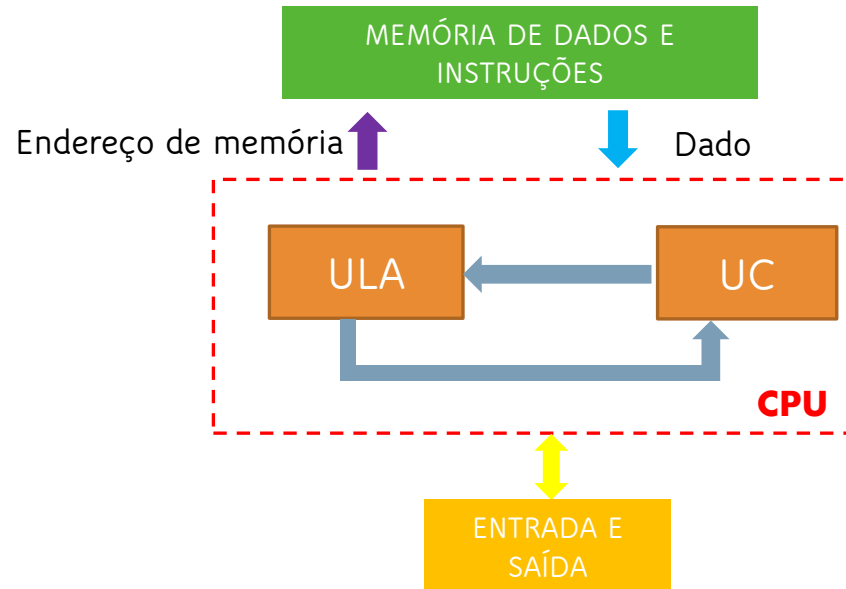 MEMÓRIA DE DADOS E
INSTRUÇÕES
Endereço de memória
Dado
ULA
UC
CPU
ENTRADA E
SAÍDA